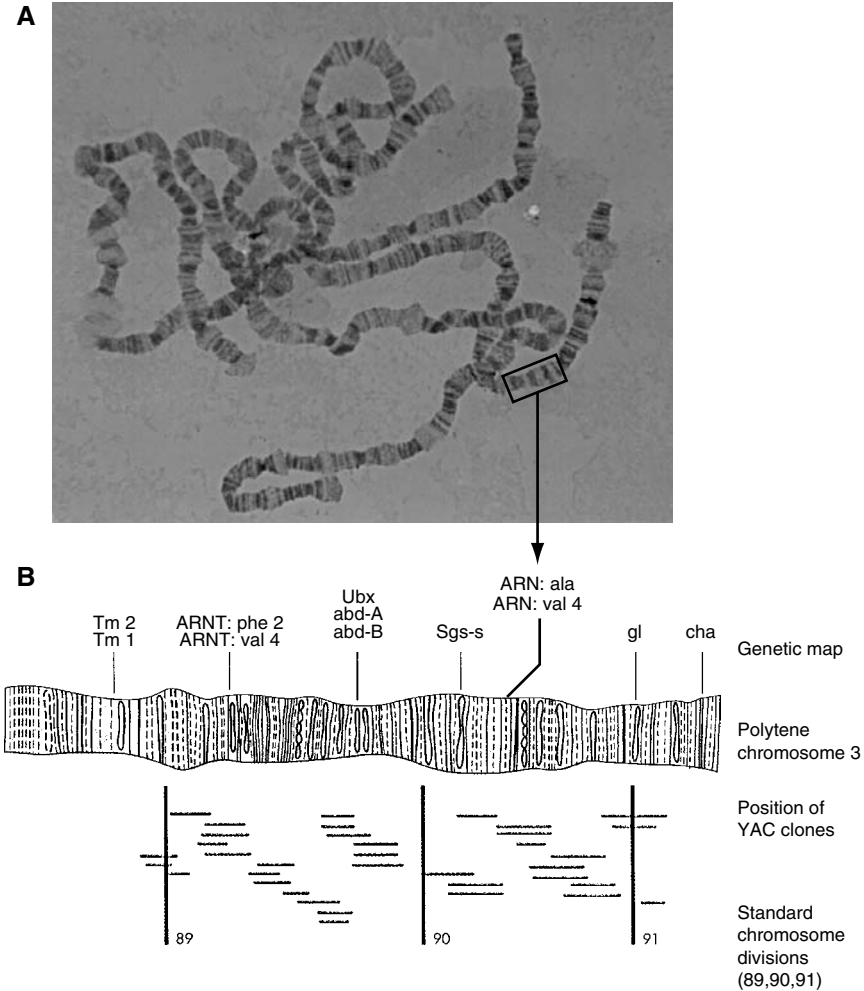 A
B
Tm 2
Tm 1
ARNT: phe 2
ARNT: val 4
Ubx
abd-A
abd-B
Sgs-s
ARN: ala
ARN: val 4
gl
cha
Genetic map
Polytene
chromosome 3
Position of
YAC clones
89
90
91
Standard
chromosome
divisions
(89,90,91)